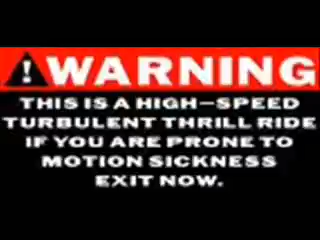 WARNING
THIS IS A HIGH-SPEED
TURBULENT THRILL RIDE
IF YOU ARE PRONE TO
MOTION SICKNESS
EXIT NOW.